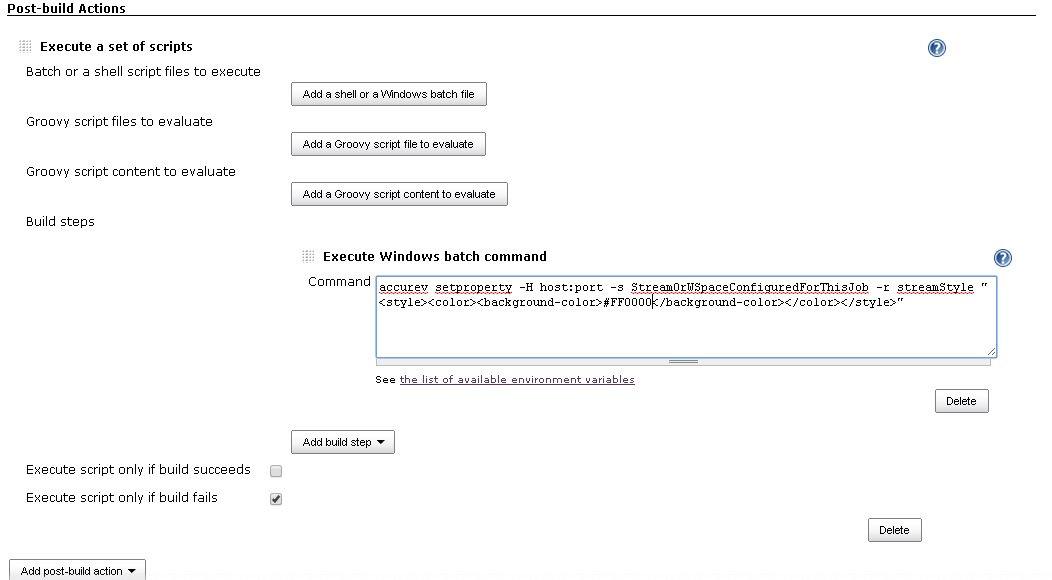 Post-build Actions
Execute a set of scripts
Batch or a shell script files to execute
Add a shell or a Windows batch file
Groovy script files to evaluate
Add a Groovy script file to evaluate
Groovy script content to evaluate
Add a Groovy script content to evaluate
Build steps
Execute Windows batch command
Command
accurev setproperty -H host:port -s StreamOrWSpaceConfiguredForThisJob -r streamStyle “
<style><color><background-color>#FF0000</background-color></color></style>”
See the list of available environment variables
Delete
Add build step
Execute script only if build succeeds
Execute script only if build fails
Delete
Add post-build action